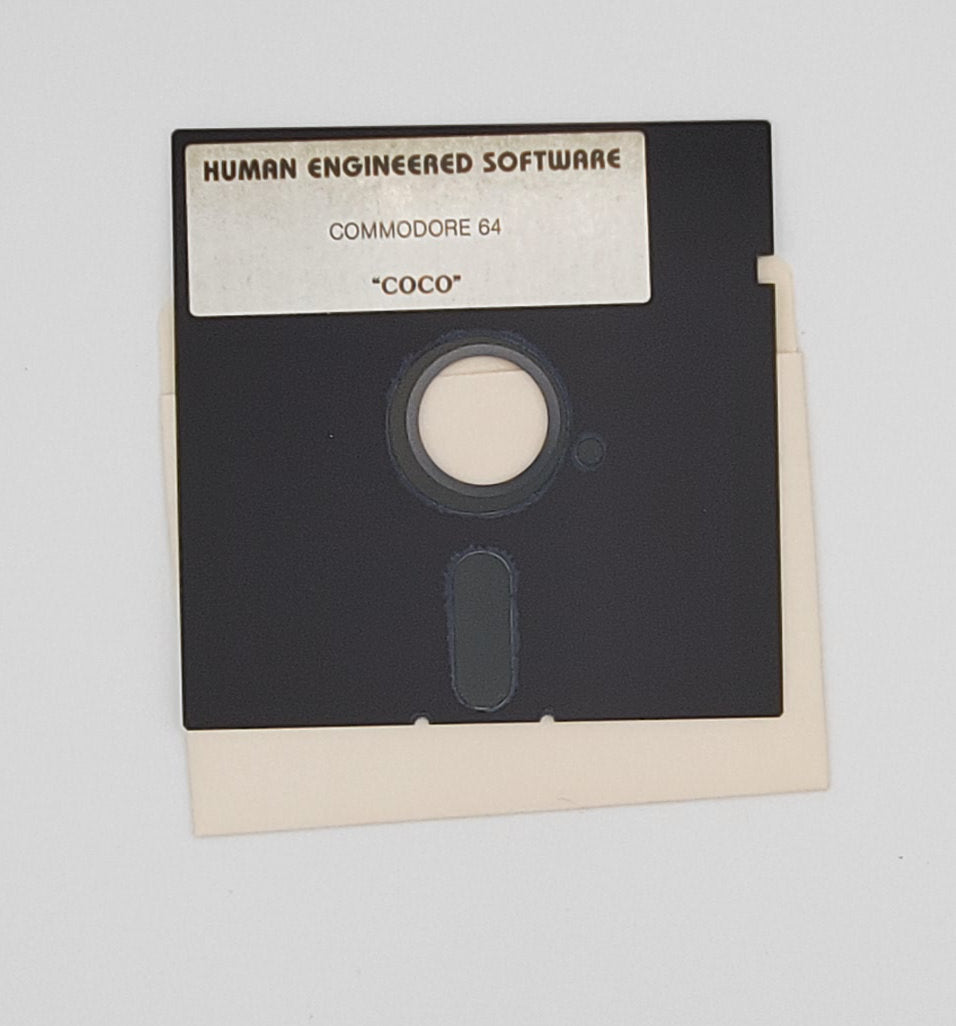 HUMAN ENGINEERED SOFTWARE
COMMODORE 64
"COCO"